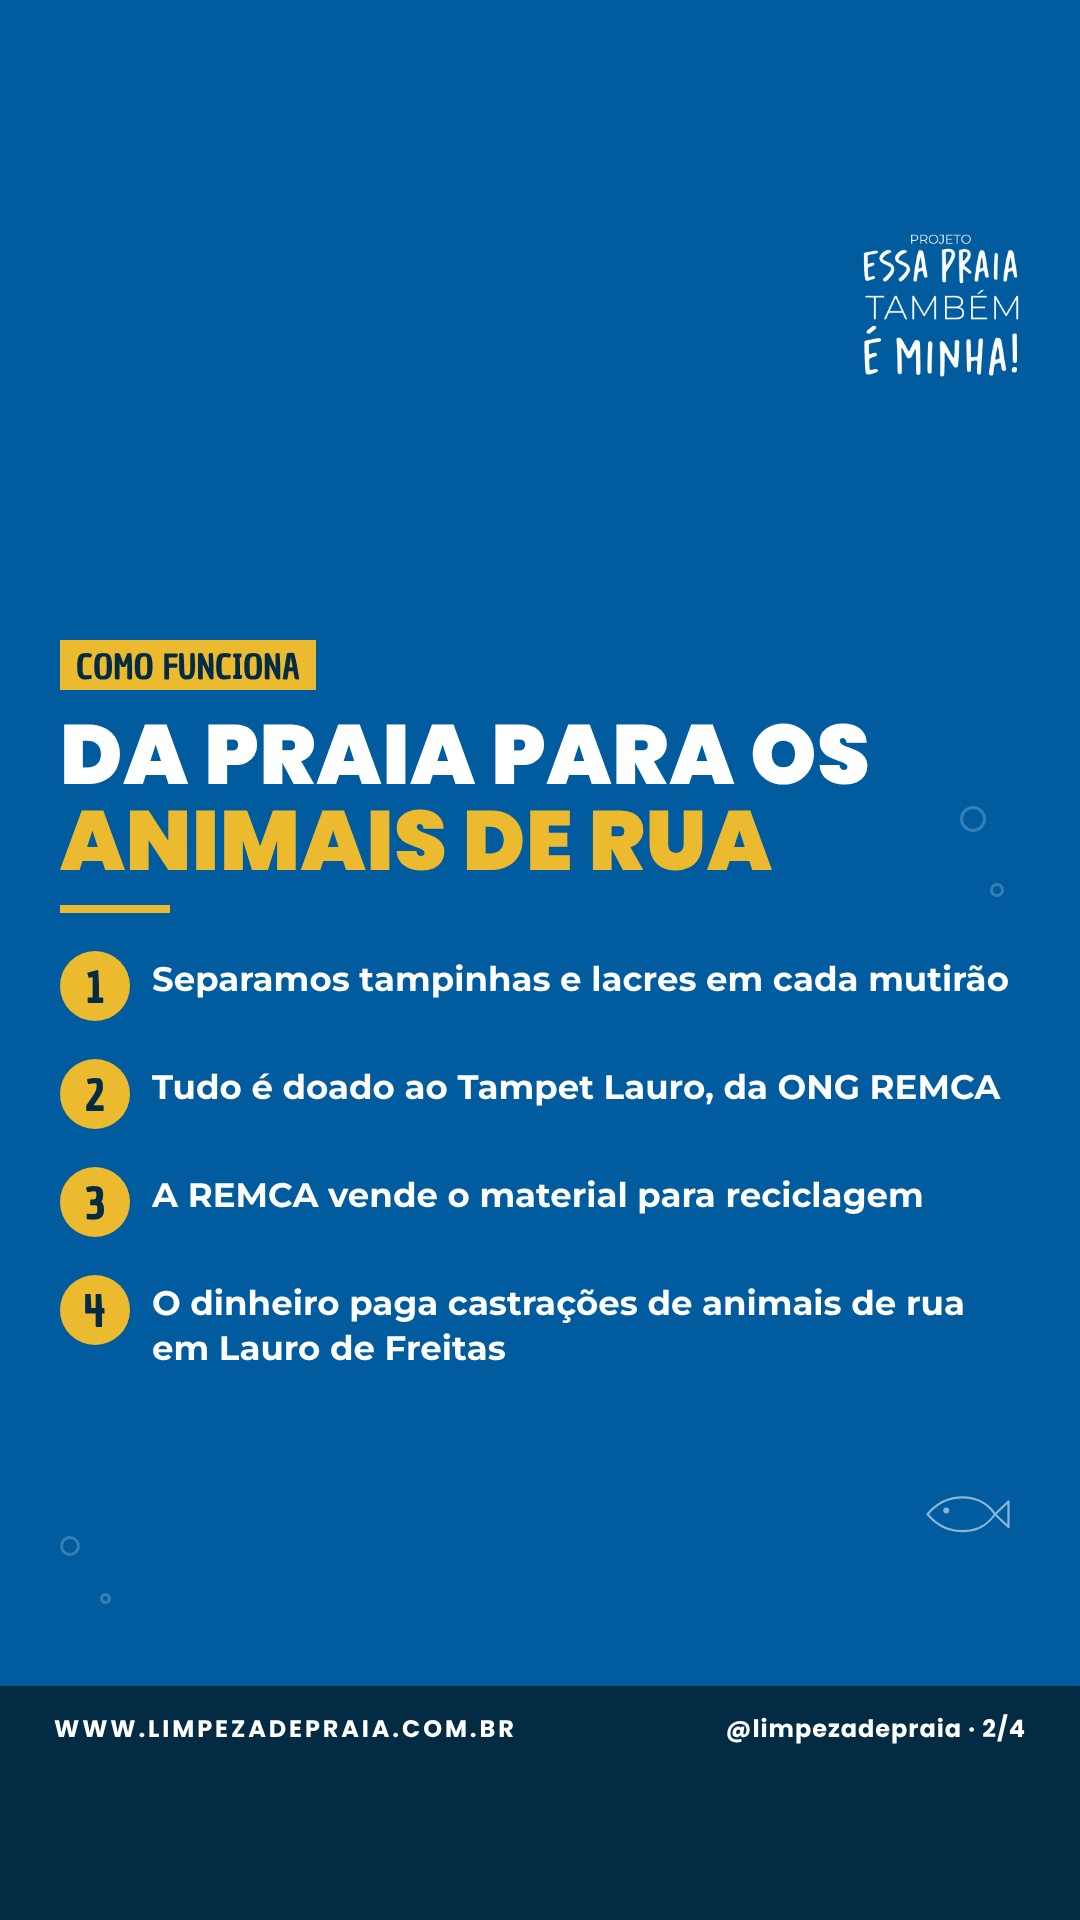 PROJETO
ESSA PRAIA
TAMBÉM
É MINHA!
COMO FUNCIONA
DA PRAIA PARA OS
ANIMAIS DE RUA
1 Separamos tampinhas e lacres em cada mutirão
2 Tudo é doado ao Tampet Lauro, da ONG REMCA
3 A REMCA vende o material para reciclagem
4 O dinheiro paga castrações de animais de rua
em Lauro de Freitas
WWW.LIMPEZADEPRAIA.COM.BR
@limpezadepraia · 2/4